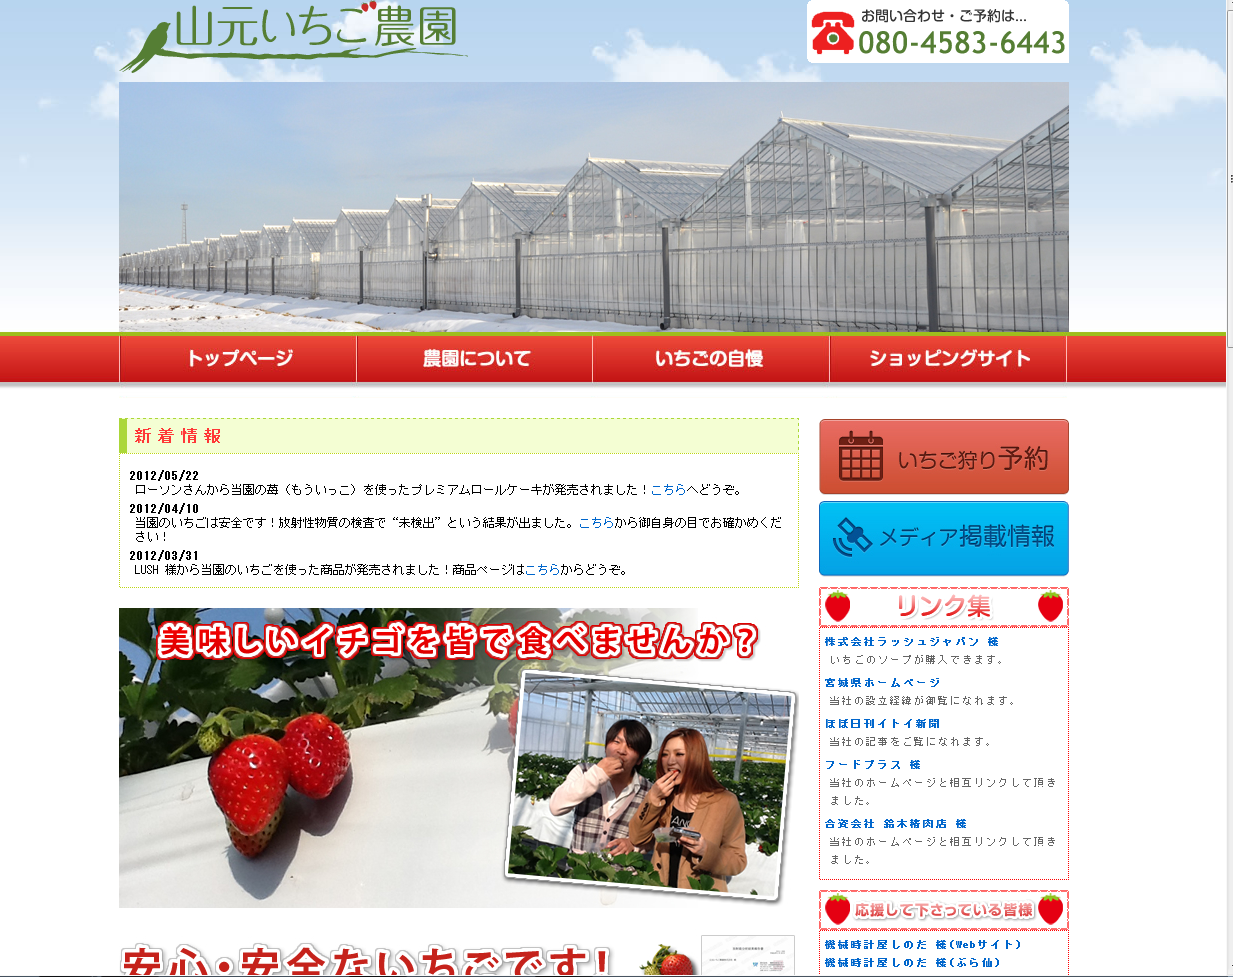 山元いちご農園
お問い合わせ・ご予約は...
080-4583-6443
トップページ
農園について
いちごの自慢
ショッピングサイト
新着情報
2012/05/22
ローソンさんから当園の苺（もういっこ）を使ったプレミアムロールケーキが発売されました！こちらへどうぞ。
2012/04/10
当園のいちごは安全です！放射性物質の検査で“未検出”という結果が出ました。こちらから御自身の目でお確かめくだ
さい！
2012/03/31
LUSH 様から当園のいちごを使った商品が発売されました！商品ページはこちらからどうぞ。
美味しいイチゴを皆で食べませんか？
安心・安全ないちごです！
いちご狩り予約
メディア掲載情報
リンク集
株式会社ラッシュジャパン 様
いちごのソープが購入できます。
宮城県ホームページ
当社の設立経緯が御覧になれます。
ほぼ日刊イトイ新聞
当社の記事をご覧になれます。
フードプラス 様
当社のホームページと相互リンクして頂き
ました。
合資会社 鈴木精肉店 様
当社のホームページと相互リンクして頂き
ました。
応援して下さっている皆様
機械時計屋しのだ 様(Webサイト)
機械時計屋しのだ 様(ぷら仙)